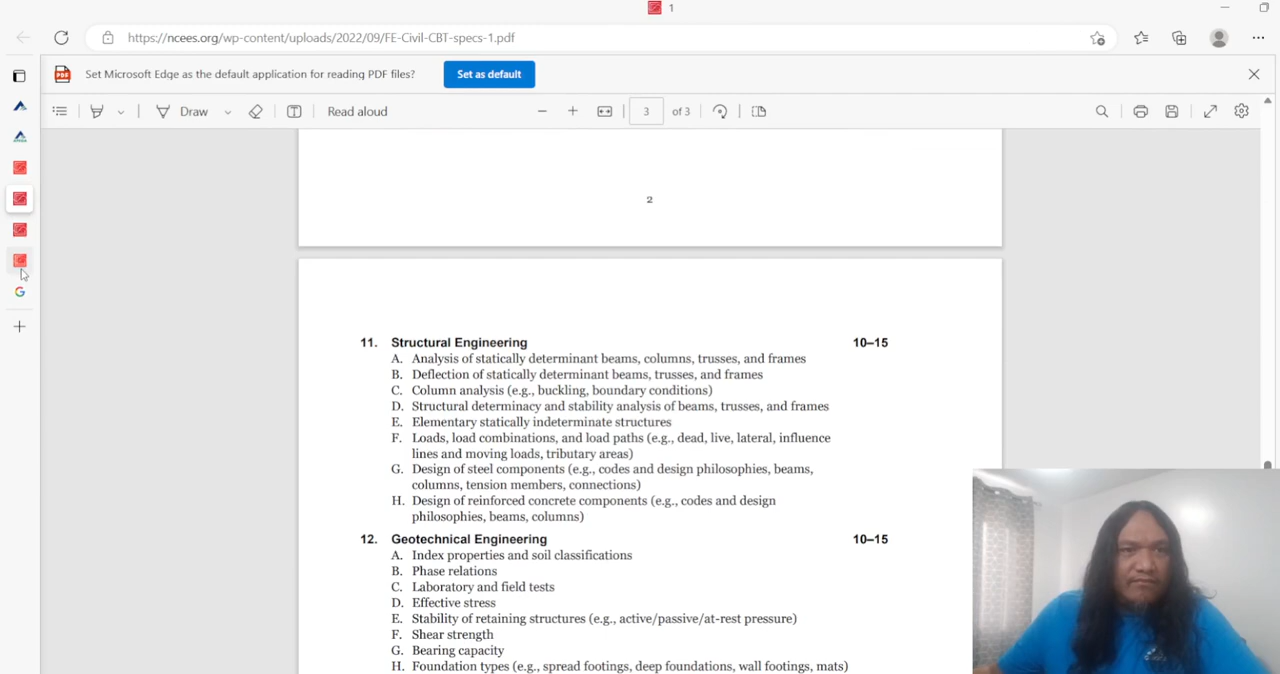 1
https://ncees.org/wp-content/uploads/2022/09/FE-Civil-CBT-specs-1.pdf
Set Microsoft Edge as the default application for reading PDF files?
Set as default
Draw
Read aloud
3
of 3
2
11. Structural Engineering 10–15
A. Analysis of statically determinant beams, columns, trusses, and frames
B. Deflection of statically determinant beams, trusses, and frames
C. Column analysis (e.g., buckling, boundary conditions)
D. Structural determinacy and stability analysis of beams, trusses, and frames
E. Elementary statically indeterminate structures
F. Loads, load combinations, and load paths (e.g., dead, live, lateral, influence
lines and moving loads, tributary areas)
G. Design of steel components (e.g., codes and design philosophies, beams,
columns, tension members, connections)
H. Design of reinforced concrete components (e.g., codes and design
philosophies, beams, columns)
12. Geotechnical Engineering 10–15
A. Index properties and soil classifications
B. Phase relations
C. Laboratory and field tests
D. Effective stress
E. Stability of retaining structures (e.g., active/passive/at-rest pressure)
F. Shear strength
G. Bearing capacity
H. Foundation types (e.g., spread footings, deep foundations, wall footings, mats)